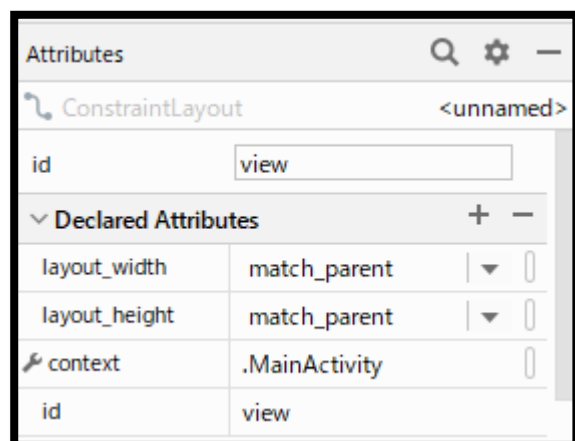 Attributes
ConstraintLayout <unnamed>
id view
Declared Attributes
layout_width match_parent
layout_height match_parent
context .MainActivity
id view